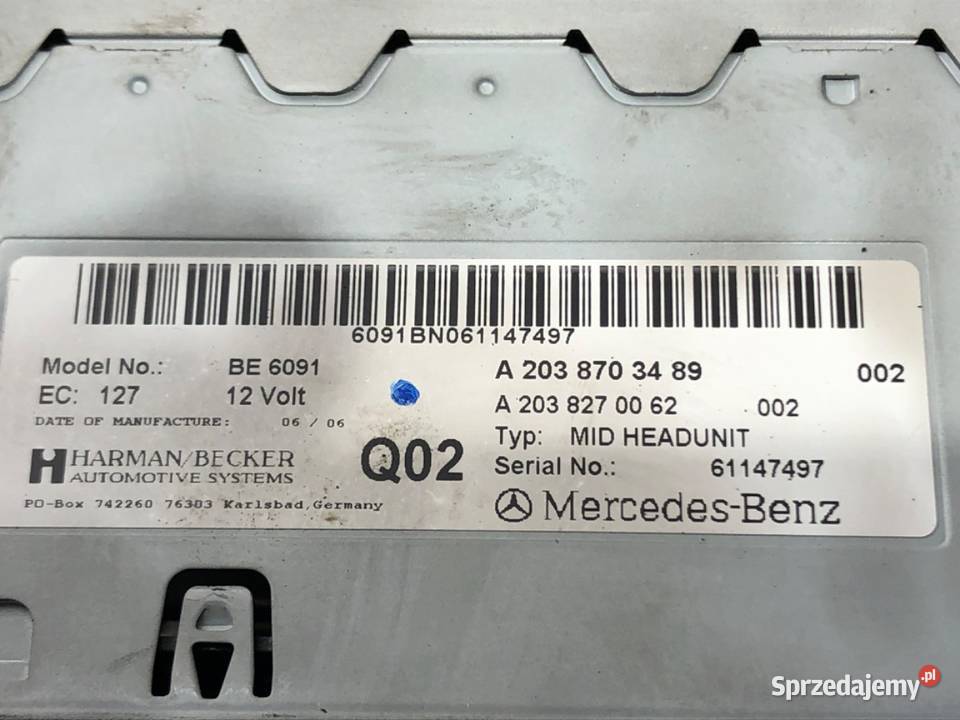 6091BN061147497
Model No.: BE 6091
EC: 127 12 Volt
DATE OF MANUFACTURE: 06 / 06
HARMAN/BECKER
AUTOMOTIVE SYSTEMS
PO-Box 742260 76303 Karlsbad,Germany
Q02
A 203 870 34 89 002
A 203 827 00 62 002
Typ: MID HEADUNIT
Serial No.: 61147497
Mercedes-Benz
Sprzedajemy.pl